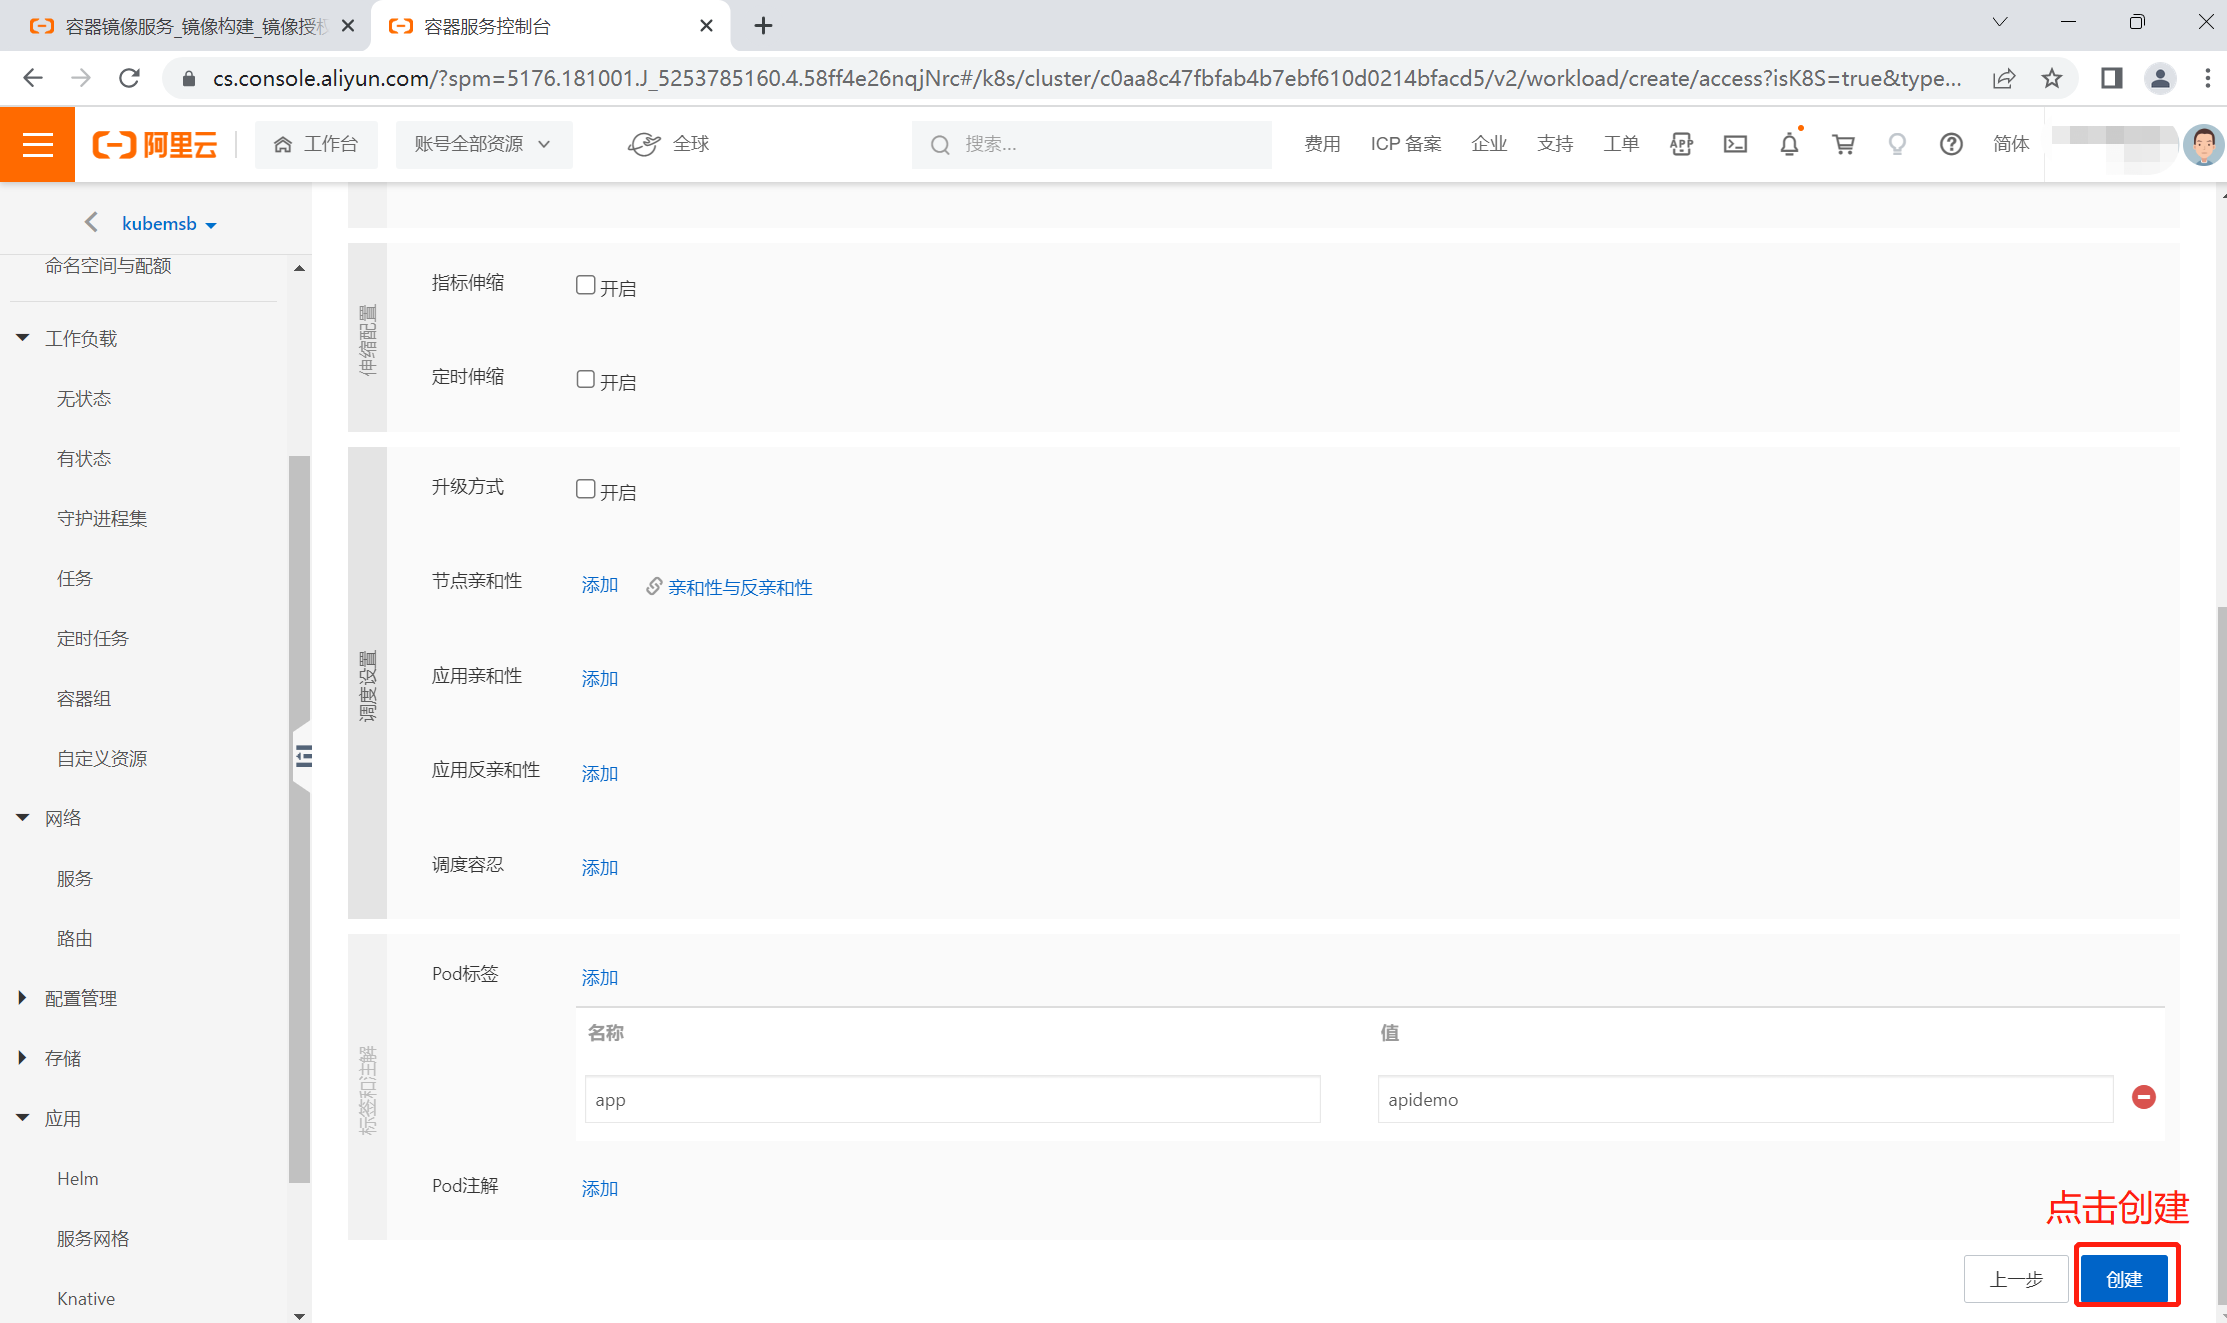 容器镜像服务_镜像构建_镜像授权
容器服务控制台
cs.console.aliyun.com/?spm=5176.181001.J_5253785160.4.58ff4e26nqjNrc#/k8s/cluster/c0aa8c47fbfab4b7ebf610d0214bfacd5/v2/workload/create/access?isK8S=true&type...
阿里云
工作台
账号全部资源
全球
搜索...
费用
ICP 备案
企业
支持
工单
APP
简体
kubemsb
命名空间与配额
工作负载
无状态
有状态
守护进程集
任务
定时任务
容器组
自定义资源
网络
服务
路由
配置管理
存储
应用
Helm
服务网格
Knative
伸缩配置
指标伸缩
开启
定时伸缩
开启
调度设置
升级方式
开启
节点亲和性
添加
亲和性与反亲和性
应用亲和性
添加
应用反亲和性
添加
调度容忍
添加
标签和注解
Pod标签
添加
名称
值
app
apidemo
Pod注解
添加
点击创建
上一步
创建